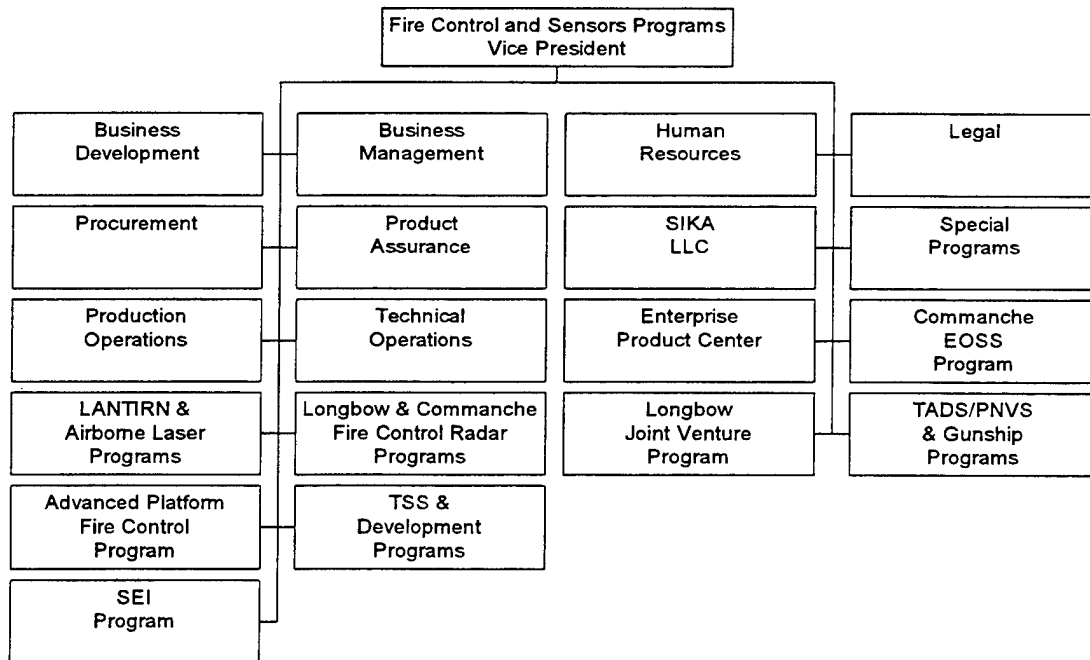 Fire Control and Sensors Programs
Vice President
Business
Development
Business
Management
Human
Resources
Legal
Procurement
Product
Assurance
SIKA
LLC
Special
Programs
Production
Operations
Technical
Operations
Enterprise
Product Center
Commanche
EOSS
Program
LANTIRN &
Airborne Laser
Programs
Longbow & Commanche
Fire Control Radar
Programs
Longbow
Joint Venture
Program
TADS/PNVS
& Gunship
Programs
Advanced Platform
Fire Control
Program
TSS &
Development
Programs
SEI
Program